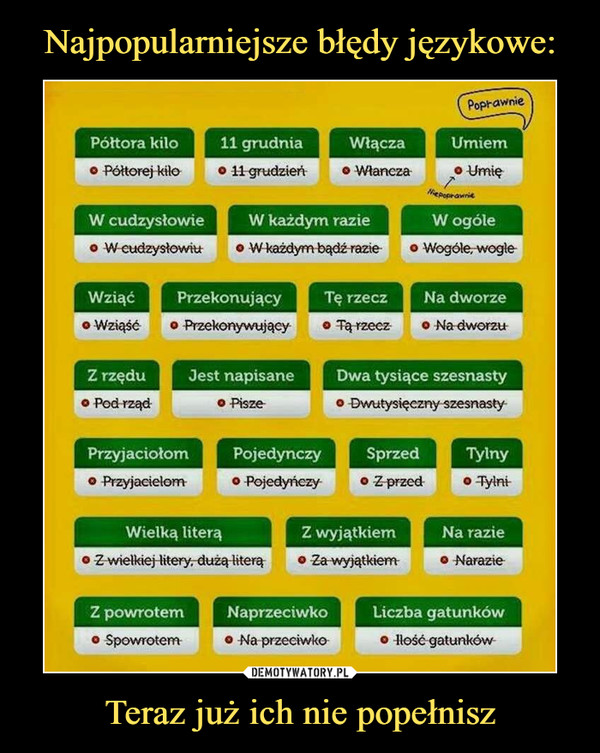 Najpopularniejsze błędy językowe:
Poprawnie
Półtora kilo 11 grudnia Włącza Umiem
Półtorej kilo 11 grudzień Włancza Umię
Niepoprawnie
W cudzysłowie W każdym razie W ogóle
W cudzysłowiu W każdym bądź razie Wogóle, wogle
Wziąć Przekonujący Tę rzecz Na dworze
Wziąść Przekonywujący Tą rzecz Na dworzu
Z rzędu Jest napisane Dwa tysiące szesnasty
Pod rząd Pisze Dwutysięczny szesnasty
Przyjaciołom Pojedynczy Sprzed Tylny
Przyjacielom Pojedyńczy Z przed Tylni
Wielką literą Z wyjątkiem Na razie
Z wielkiej litery, dużą literą Za wyjątkiem Narazie
Z powrotem Naprzeciwko Liczba gatunków
Spowrotem Na przeciwko Ilość gatunków
DEMOTYWATORY.PL
Teraz już ich nie popełnisz